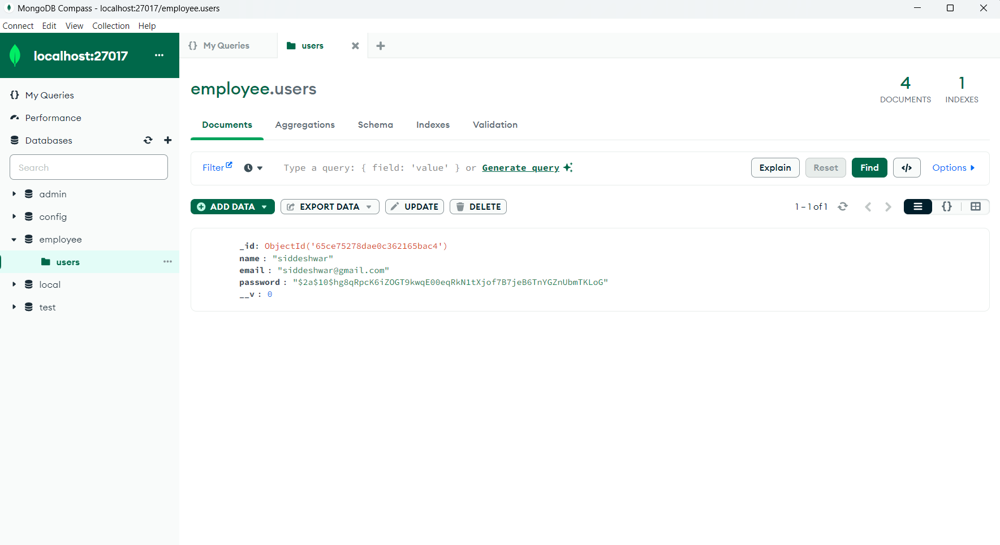 MongoDB Compass - localhost:27017/employee.users
Connect Edit View Collection Help
localhost:27017 ...
{} My Queries
users
employee.users
4
DOCUMENTS
1
INDEXES
{} My Queries
Performance
Databases
Search
admin
config
employee
users
local
test
Documents Aggregations Schema Indexes Validation
Filter Type a query: { field: 'value' } or Generate query Explain Reset Find </> Options
ADD DATA EXPORT DATA UPDATE DELETE 1 – 1 of 1 {}
_id: ObjectId('65ce75278dae0c362165bac4')
name : "siddeshwar"
email : "siddeshwar@gmail.com"
password : "$2a$10$hg8qRpcK6iZOGT9kwqE00eqRkN1tXjof7B7jeB6TnYGZnUbmTKLoG"
__v : 0